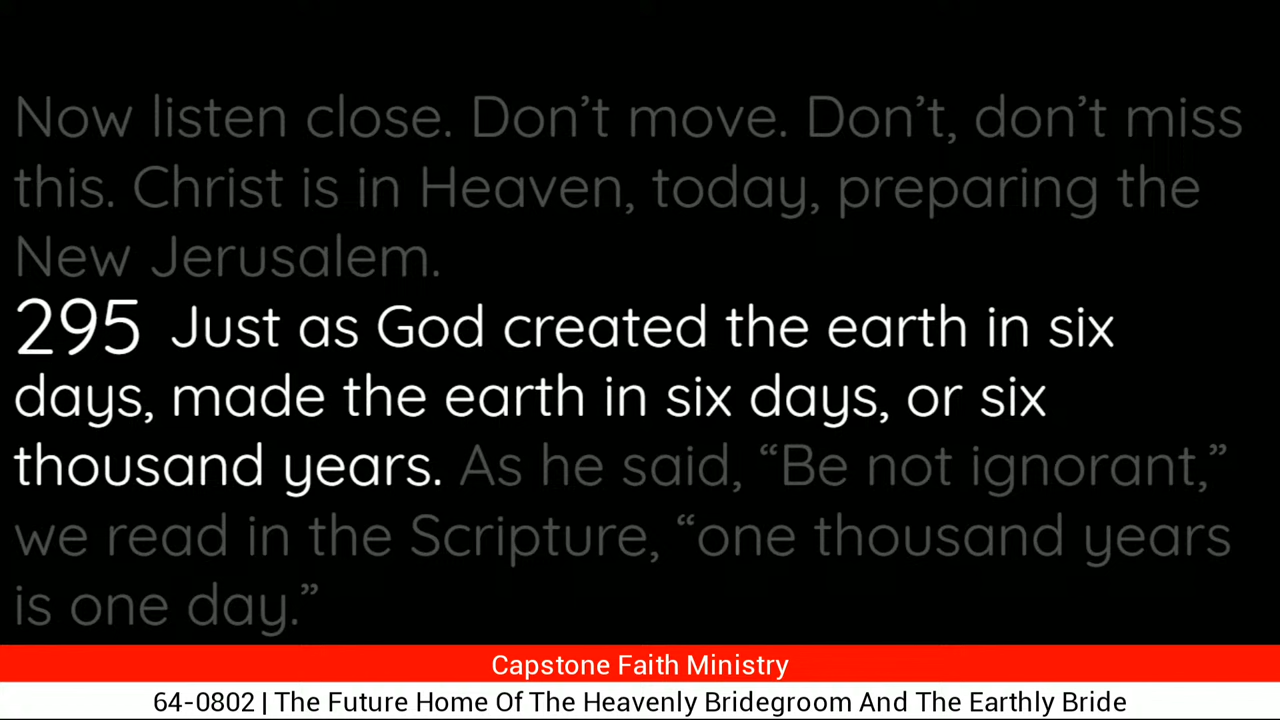 Now listen close. Don’t move. Don’t, don’t miss
this. Christ is in Heaven, today, preparing the
New Jerusalem.
295 Just as God created the earth in six
days, made the earth in six days, or six
thousand years. As he said, “Be not ignorant,”
we read in the Scripture, “one thousand years
is one day.”
Capstone Faith Ministry
64-0802 | The Future Home Of The Heavenly Bridegroom And The Earthly Bride